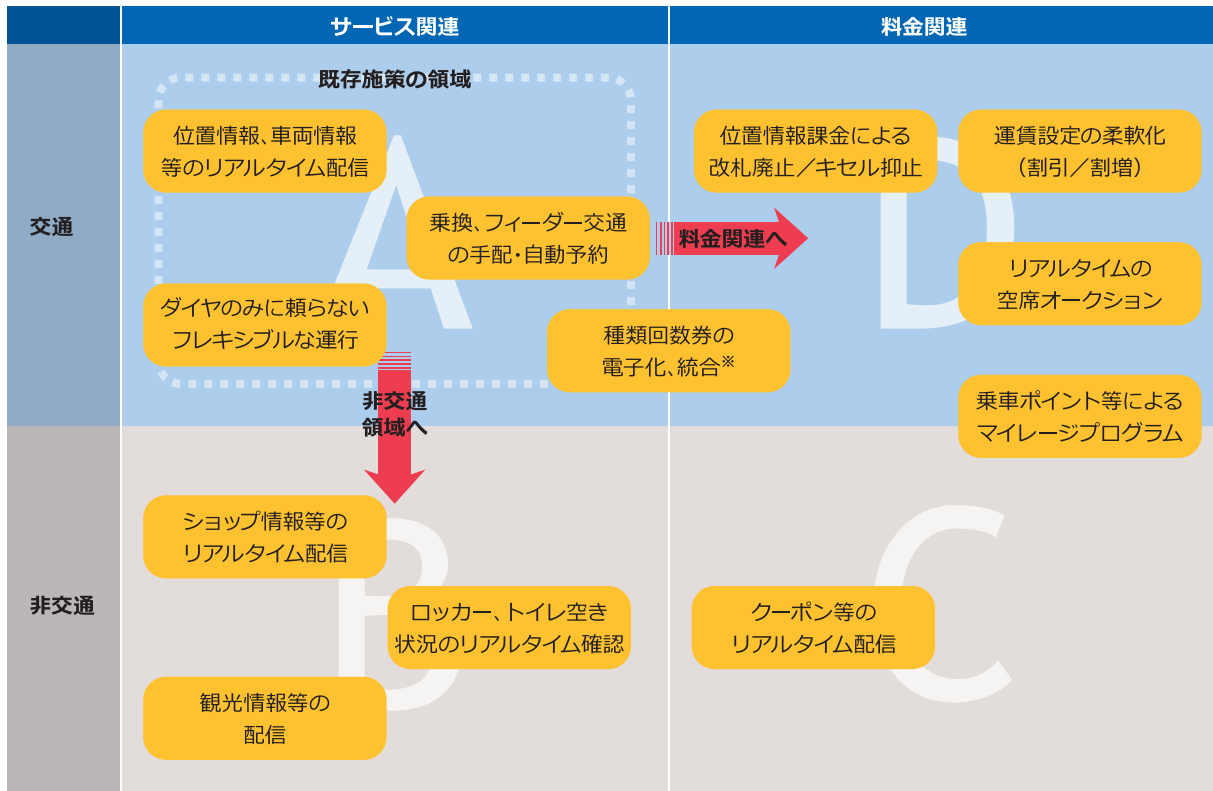 サービス関連
料金関連
交通
既存施策の領域
A
位置情報、車両情報
等のリアルタイム配信
乗換、フィーダー交通
の手配・自動予約
ダイヤのみに頼らない
フレキシブルな運行
種類回数券の
電子化、統合※
料金関連へ
非交通
領域へ
D
位置情報課金による
改札廃止／キセル抑止
運賃設定の柔軟化
（割引／割増）
リアルタイムの
空席オークション
乗車ポイント等による
マイレージプログラム
非交通
B
ショップ情報等の
リアルタイム配信
ロッカー、トイレ空き
状況のリアルタイム確認
観光情報等の
配信
C
クーポン等の
リアルタイム配信